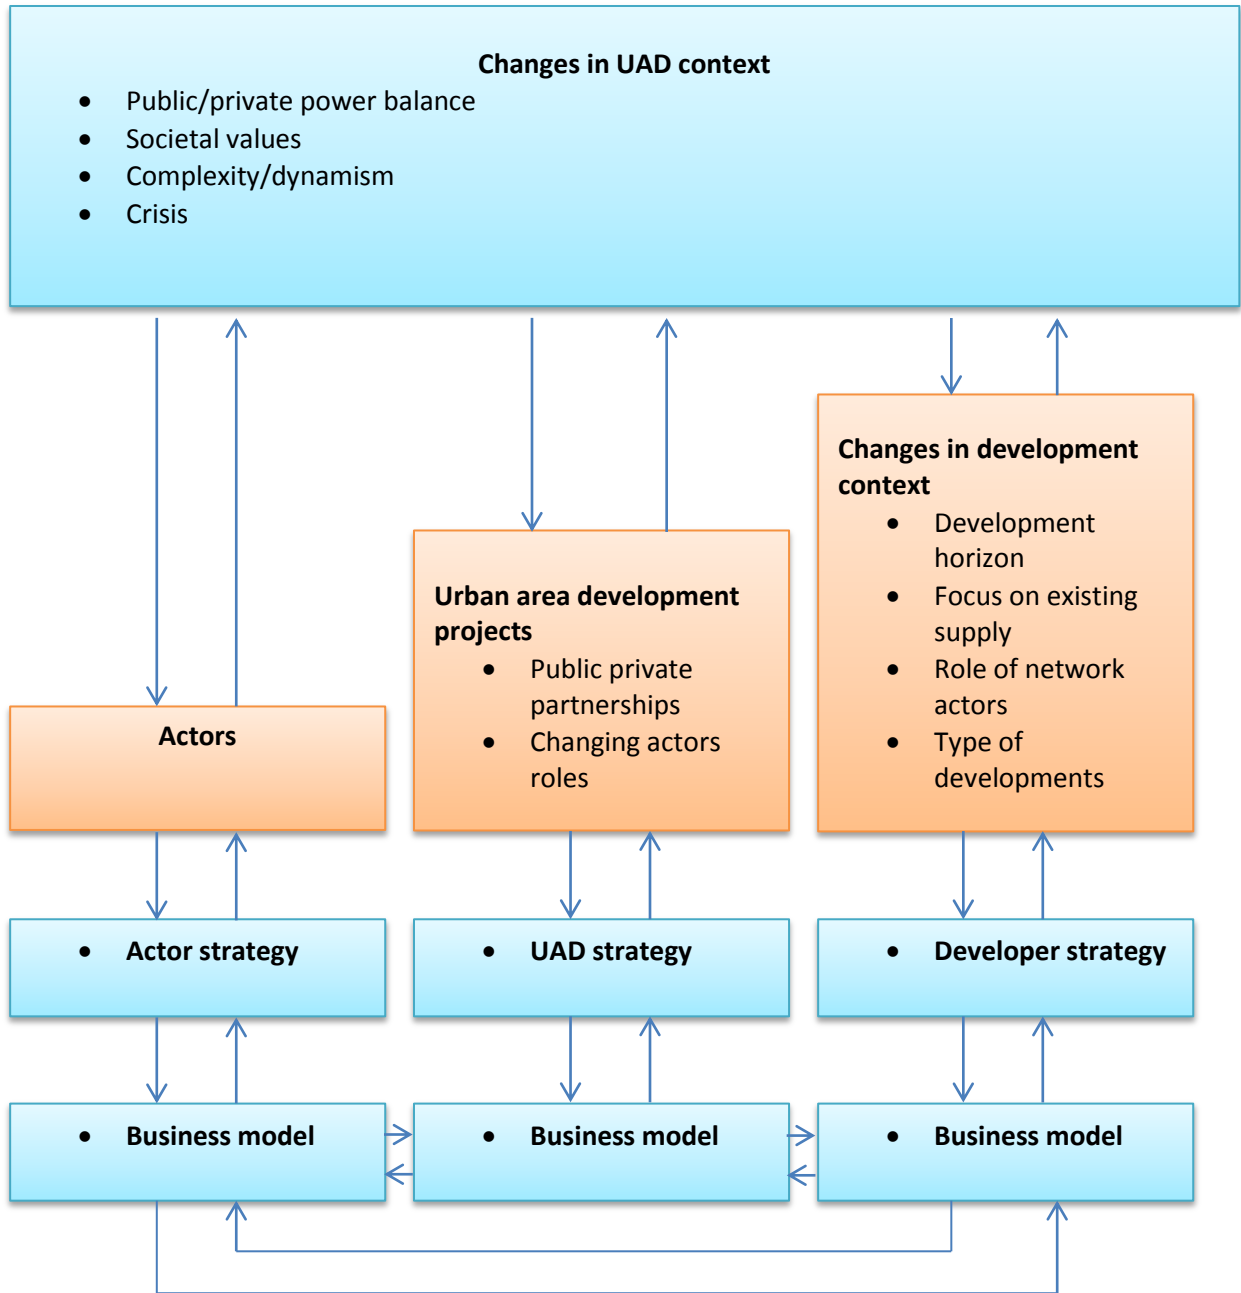 Changes in UAD context
• Public/private power balance
• Societal values
• Complexity/dynamism
• Crisis
Changes in development
context
• Development
horizon
• Focus on existing
supply
• Role of network
actors
• Type of
developments
Urban area development
projects
• Public private
partnerships
• Changing actors
roles
Actors
• Actor strategy
• UAD strategy
• Developer strategy
• Business model
• Business model
• Business model